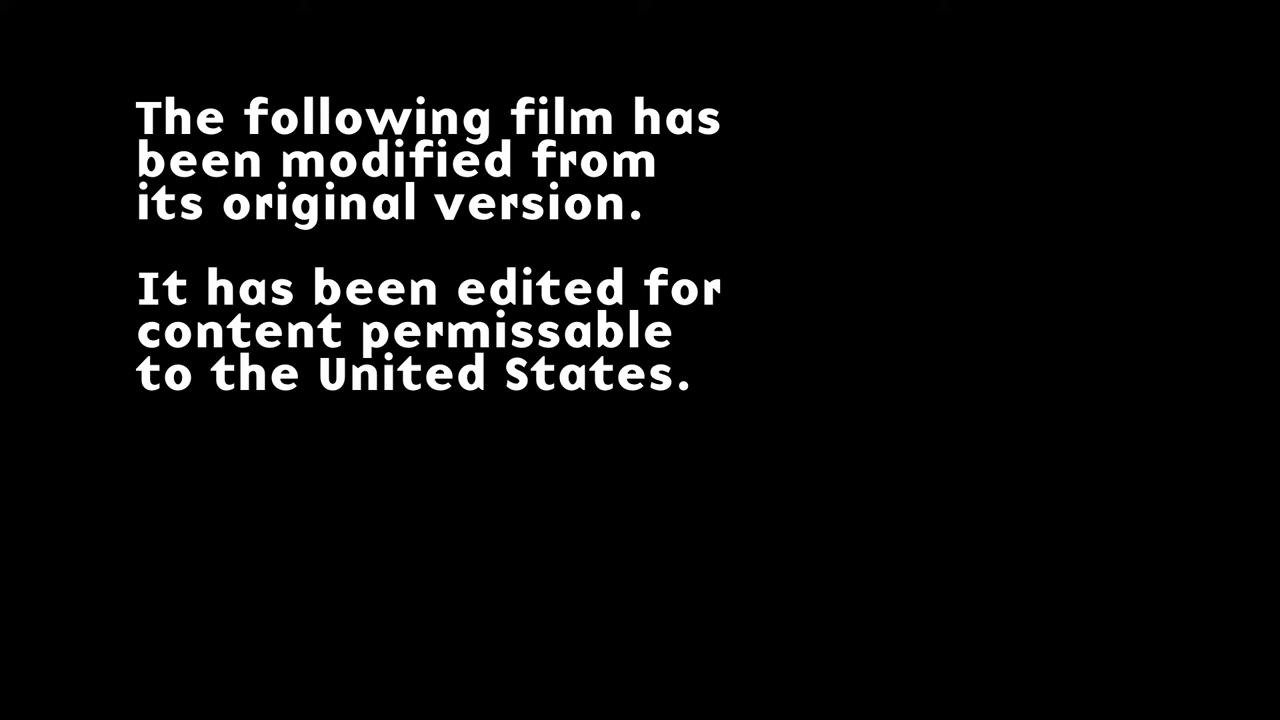 The following film has
been modified from
its original version.
It has been edited for
content permissable
to the United States.